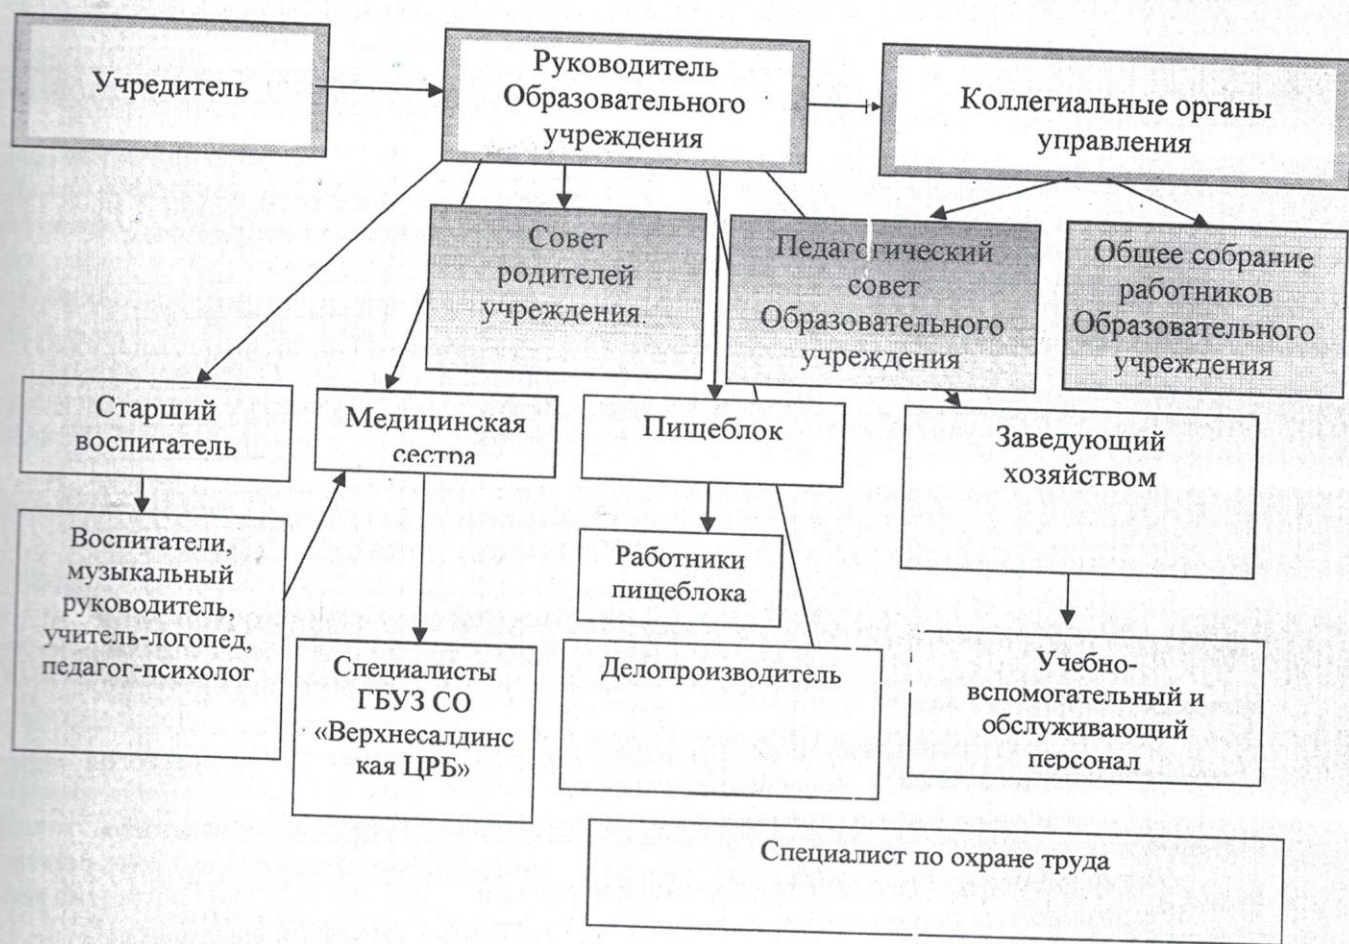 Учредитель
Руководитель
Образовательного
учреждения
Коллегиальные органы
управления
Совет
родителей
учреждения
Педагогический
совет
Образовательного
учреждения
Общее собрание
работников
Образовательного
учреждения
Старший
воспитатель
Медицинская
сестра
Пищеблок
Заведующий
хозяйством
Воспитатели,
музыкальный
руководитель,
учитель-логопед,
педагог-психолог
Работники
пищеблока
Специалисты
ГБУЗ СО
«Верхнесалдинс
кая ЦРБ»
Делопроизводитель
Учебно-
вспомогательный и
обслуживающий
персонал
Специалист по охране труда